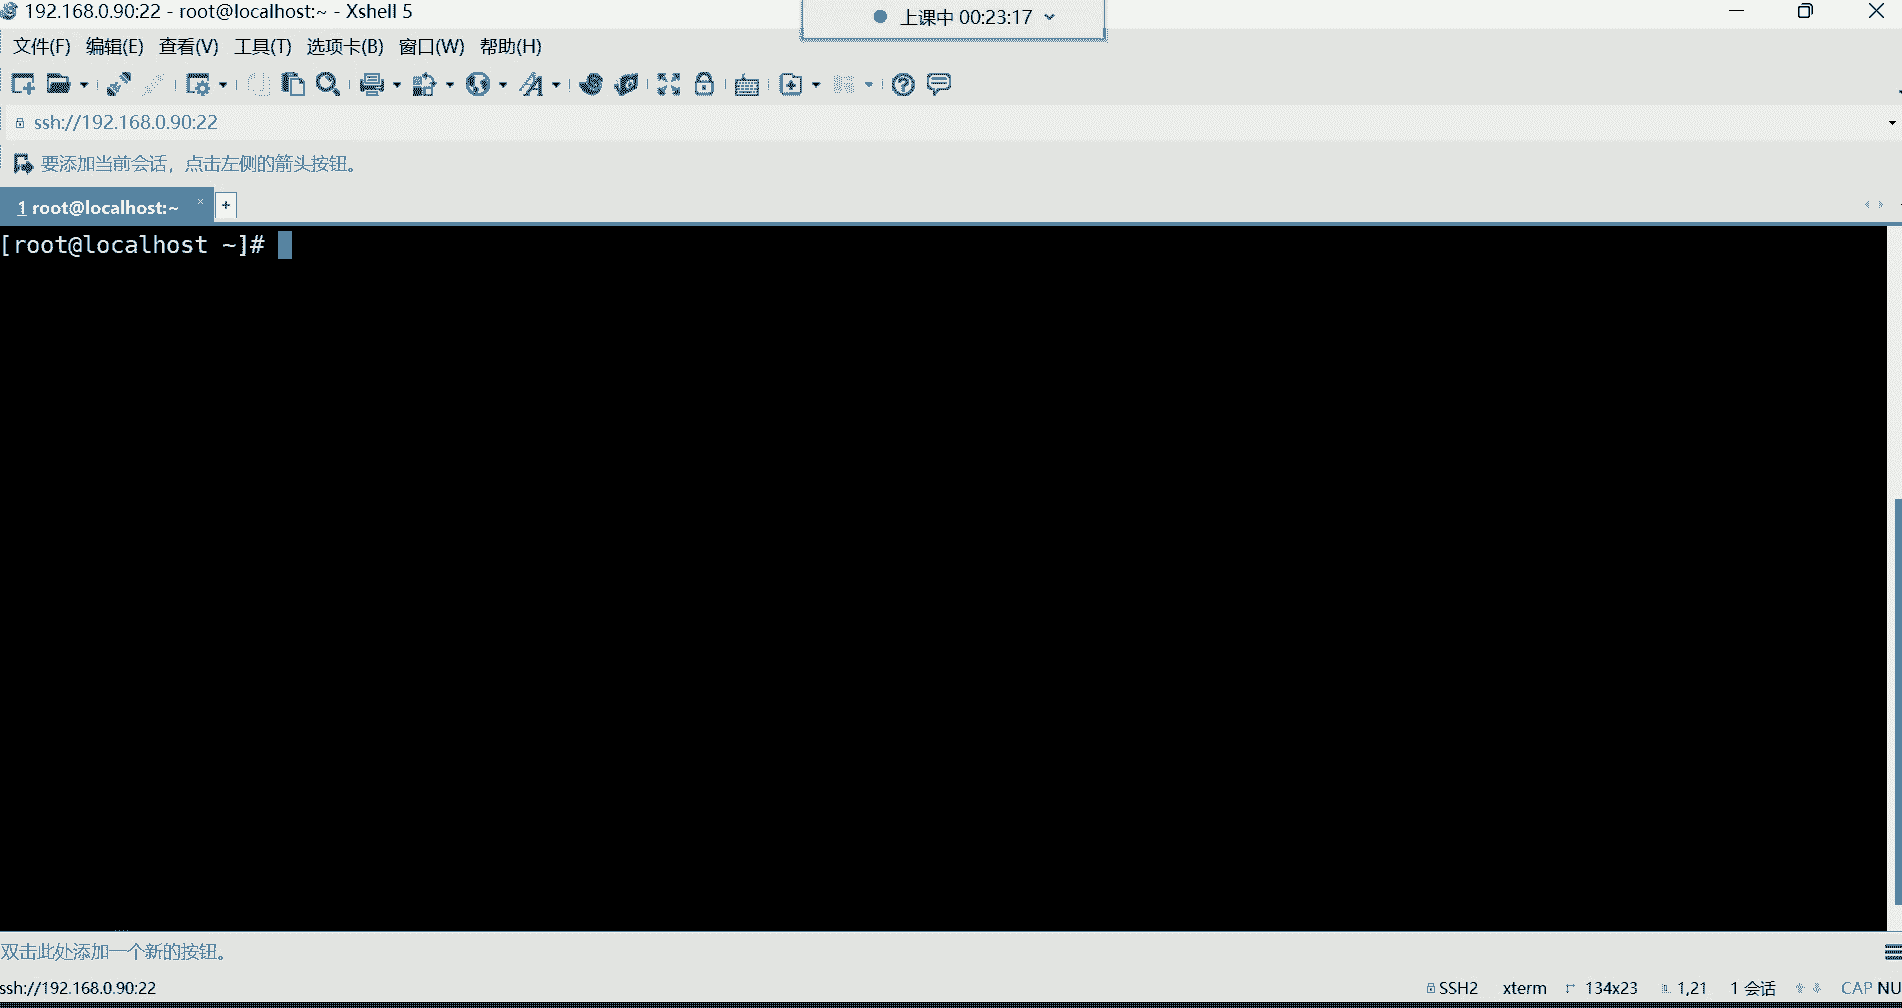 192.168.0.90:22 - root@localhost:~ - Xshell 5
上课中 00:23:17
文件(F) 编辑(E) 查看(V) 工具(T) 选项卡(B) 窗口(W) 帮助(H)
ssh://192.168.0.90:22
要添加当前会话，点击左侧的箭头按钮。
1 root@localhost:~ × +
[root@localhost ~]#
双击此处添加一个新的按钮。
ssh://192.168.0.90:22 SSH2 xterm 134x23 1,21 1 会话 CAP NU